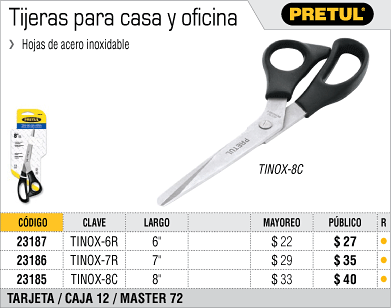 Tijeras para casa y oficina
PRETUL®
› Hojas de acero inoxidable
PRETUL
8"
PRETUL
TINOX-8C
CÓDIGO CLAVE LARGO MAYOREO PÚBLICO R
23187 TINOX-6R 6" $ 22 $ 27 •
23186 TINOX-7R 7" $ 29 $ 35 •
23185 TINOX-8C 8" $ 33 $ 40 •
TARJETA / CAJA 12 / MASTER 72